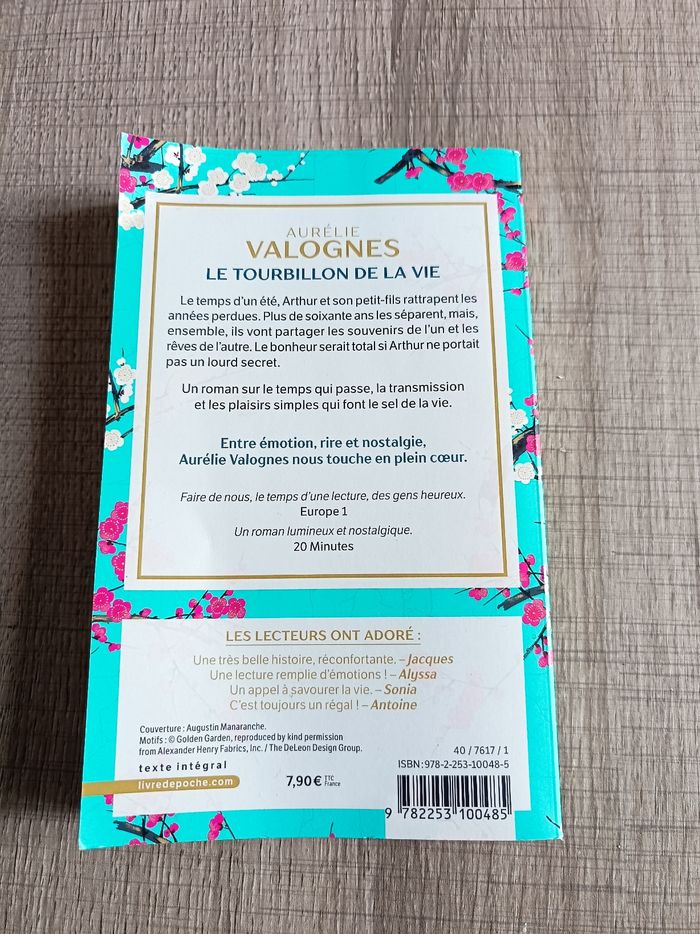 AURÉLIE
VALOGNES
LE TOURBILLON DE LA VIE
Le temps d'un été, Arthur et son petit-fils rattrapent les
années perdues. Plus de soixante ans les séparent, mais,
ensemble, ils vont partager les souvenirs de l'un et les
rêves de l'autre. Le bonheur serait total si Arthur ne portait
pas un lourd secret.
Un roman sur le temps qui passe, la transmission
et les plaisirs simples qui font le sel de la vie.
Entre émotion, rire et nostalgie,
Aurélie Valognes nous touche en plein cœur.
Faire de nous, le temps d'une lecture, des gens heureux.
Europe 1
Un roman lumineux et nostalgique.
20 Minutes
LES LECTEURS ONT ADORÉ :
Une très belle histoire, réconfortante. – Jacques
Une lecture remplie d'émotions ! – Alyssa
Un appel à savourer la vie. – Sonia
C'est toujours un régal ! – Antoine
Couverture : Augustin Manaranche.
Motifs : © Golden Garden, reproduced by kind permission
from Alexander Henry Fabrics, Inc. / The DeLeon Design Group.
texte intégral
livredepoche.com
7,90 € TTC France
40 / 7617 / 1
ISBN : 978-2-253-10048-5
9 782253 100485